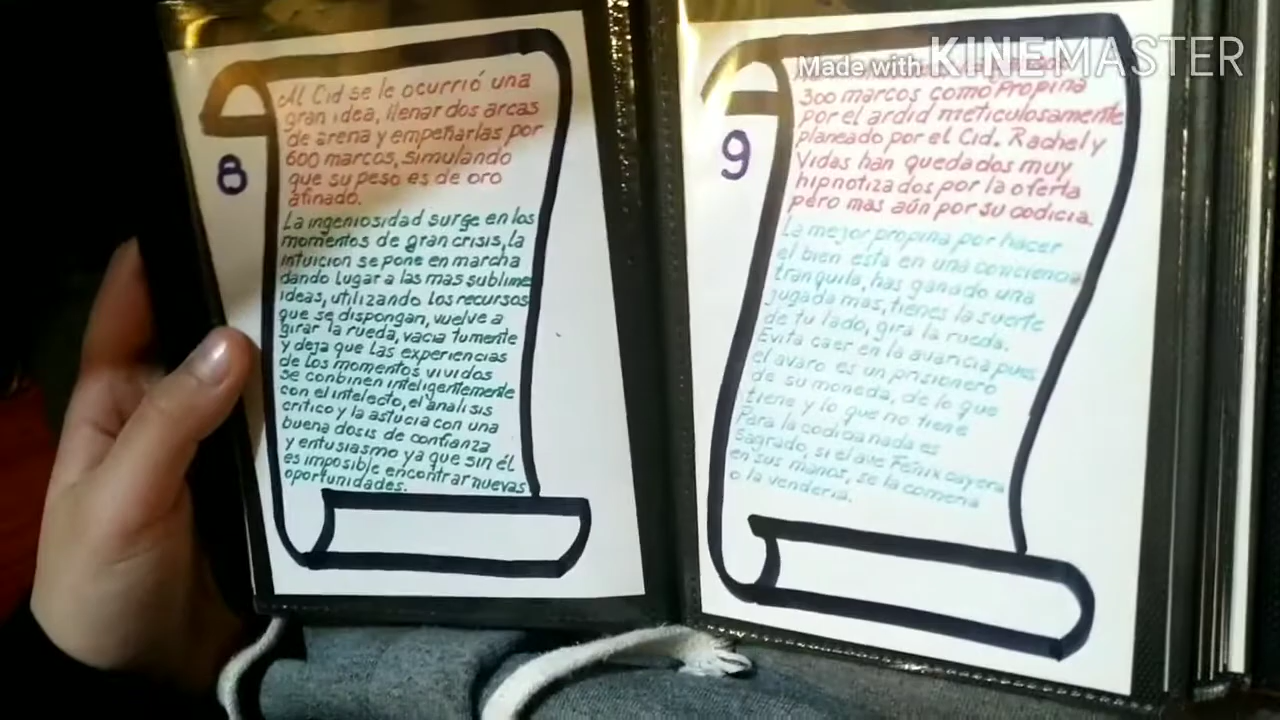 8
Al Cid se le ocurrió una
gran idea, llenar dos arcas
de arena y empeñarlas por
600 marcos, simulando
que su peso es de oro
afinado.
La ingeniosidad surge en los
momentos de gran crisis, la
intuicion se pone en marcha
dando lugar a las mas sublime
ideas, utilizando los recursos
que se dispongan, vuelve a
girar la rueda, vacia tu mente
y deja que las experiencias
de los momentos vividos
se conbinen inteligentemente
con el intelecto, el analisis
critico y la astucia con una
buena dosis de confianza
y entusiasmo ya que sin él
es imposible encontrar nuevas
oportunidades.
Made with KINEMASTER
9
300 marcos como Propina
por el ardid meticulosamente
planeado por el Cid. Rachel y
Vidas han quedados muy
hipnotizados por la oferta
pero mas aún por su codicia.
La mejor propina por hacer
el bien esta en una conciencia
tranquila, has ganado una
jugada mas, tienes la suerte
de tu lado, gira la rueda.
Evita caer en la avaricia pues
el avaro es un prisionero
de su moneda, de lo que
tiene y lo que no tiene
Para la codicia nada es
Sagrado, si el ave Fénix cayera
en sus manos, se la comería
o la vendería.